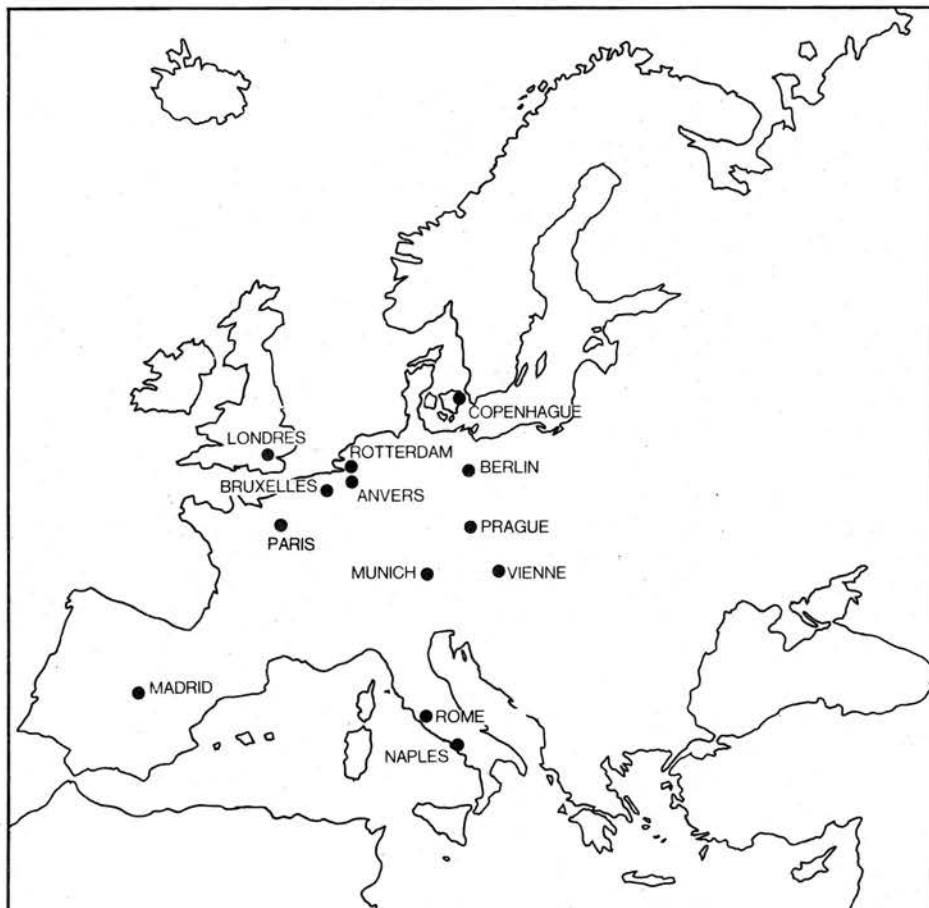 COPENHAGUE
LONDRES
ROTTERDAM
BERLIN
BRUXELLES
ANVERS
PARIS
PRAGUE
MUNICH
VIENNE
MADRID
ROME
NAPLES